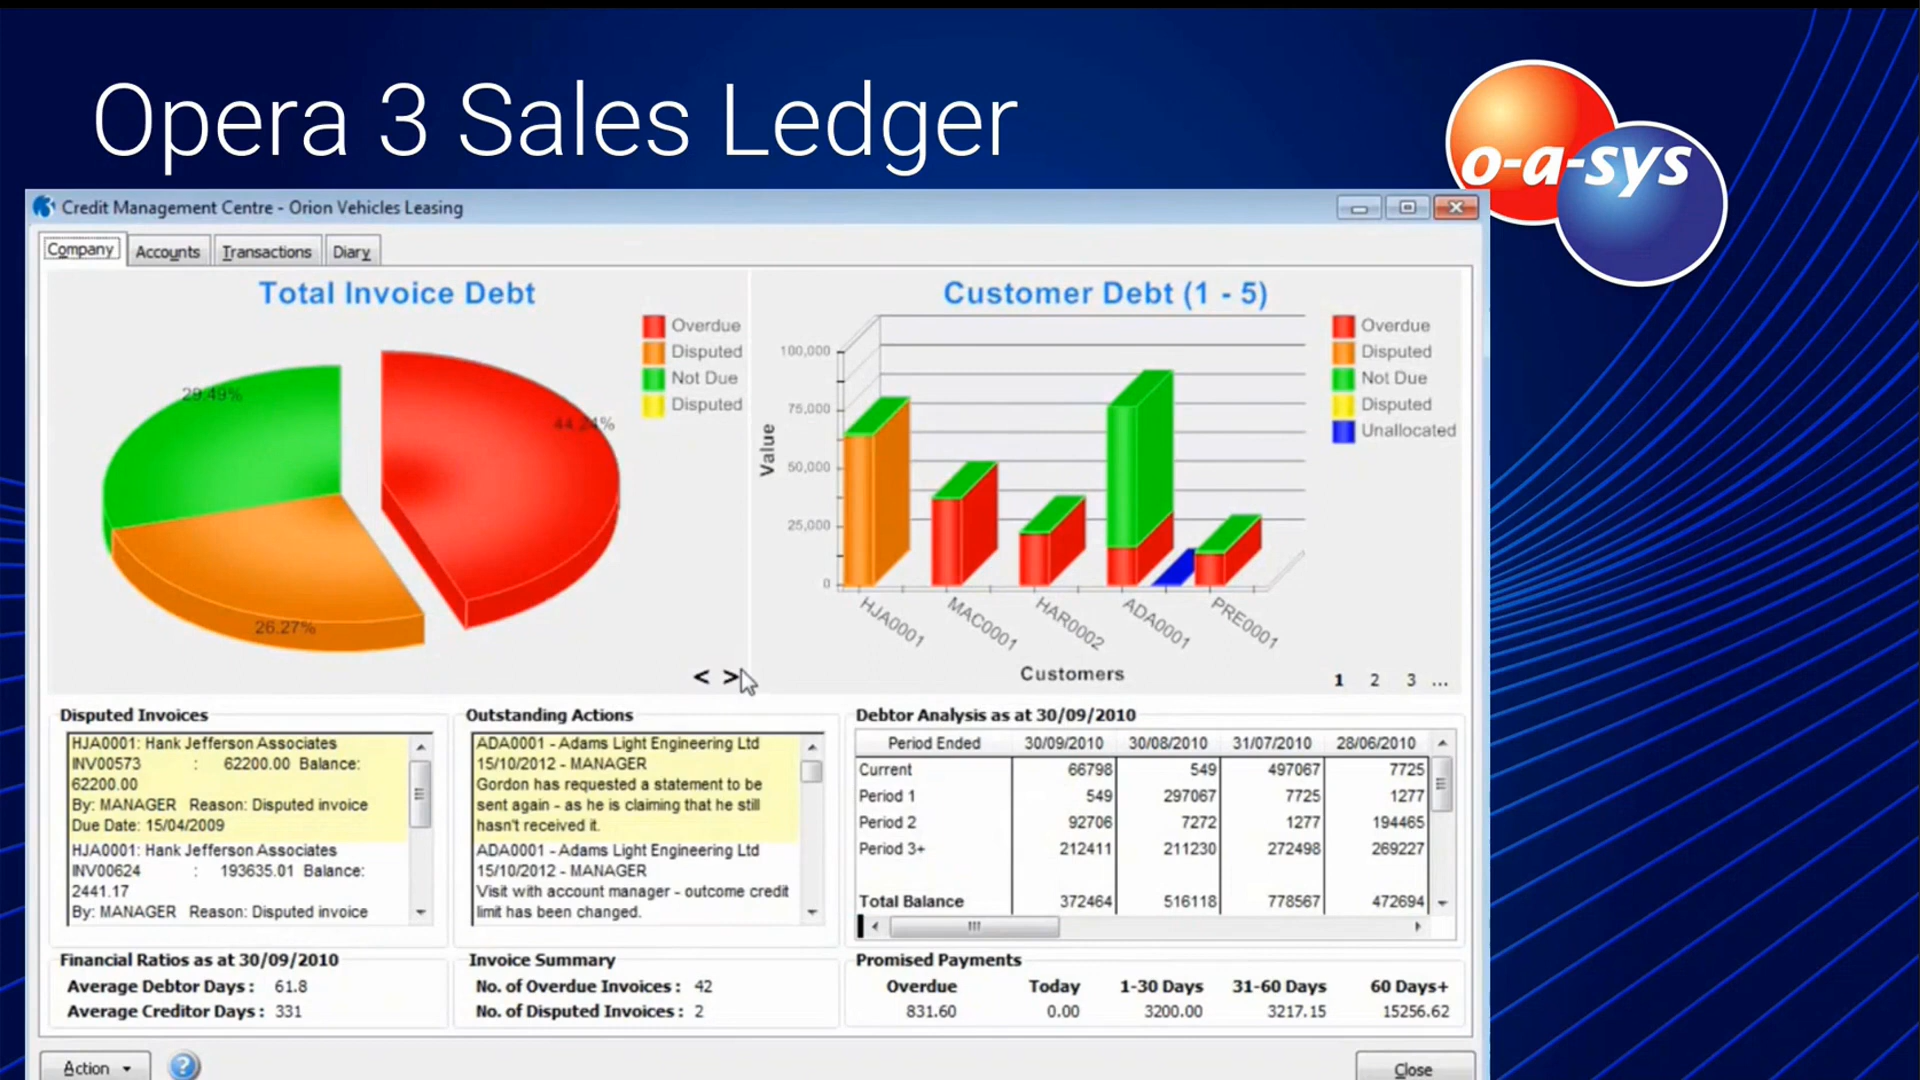 Opera 3 Sales Ledger
o-a-sys
Credit Management Centre - Orion Vehicles Leasing
Company
Accounts
Transactions
Diary
Total Invoice Debt
Overdue
Disputed
Not Due
Disputed
29.49%
44.24%
26.27%
< >
Customer Debt (1 - 5)
Overdue
Disputed
Not Due
Disputed
Unallocated
Value
100,000
75,000
50,000
25,000
0
HJA0001
MAC0001
HAR0002
ADA0001
PRE0001
Customers
1 2 3 ...
Disputed Invoices
HJA0001: Hank Jefferson Associates
INV00573 : 62200.00 Balance:
62200.00
By: MANAGER Reason: Disputed invoice
Due Date: 15/04/2009
HJA0001: Hank Jefferson Associates
INV00624 : 193635.01 Balance:
2441.17
By: MANAGER Reason: Disputed invoice
Outstanding Actions
ADA0001 - Adams Light Engineering Ltd
15/10/2012 - MANAGER
Gordon has requested a statement to be
sent again - as he is claiming that he still
hasn't received it.
ADA0001 - Adams Light Engineering Ltd
15/10/2012 - MANAGER
Visit with account manager - outcome credit
limit has been changed.
Debtor Analysis as at 30/09/2010
Period Ended 30/09/2010 30/08/2010 31/07/2010 28/06/2010
Current 66798 549 497067 7725
Period 1 549 297067 7725 1277
Period 2 92706 7272 1277 194465
Period 3+ 212411 211230 272498 269227
Total Balance 372464 516118 778567 472694
Financial Ratios as at 30/09/2010
Average Debtor Days : 61.8
Average Creditor Days : 331
Invoice Summary
No. of Overdue Invoices : 42
No. of Disputed Invoices : 2
Promised Payments
Overdue Today 1-30 Days 31-60 Days 60 Days+
831.60 0.00 3200.00 3217.15 15256.62
Action
?
Close